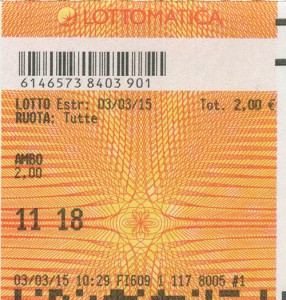 LOTTOMATICA
6146573 8403 901
LOTTO Estr: 03/03/15 Tot. 2,00 €
RUOTA: Tutte
AMBO
2,00
11 18
03/03/15 10:29 PI609 1 117 8005 #1